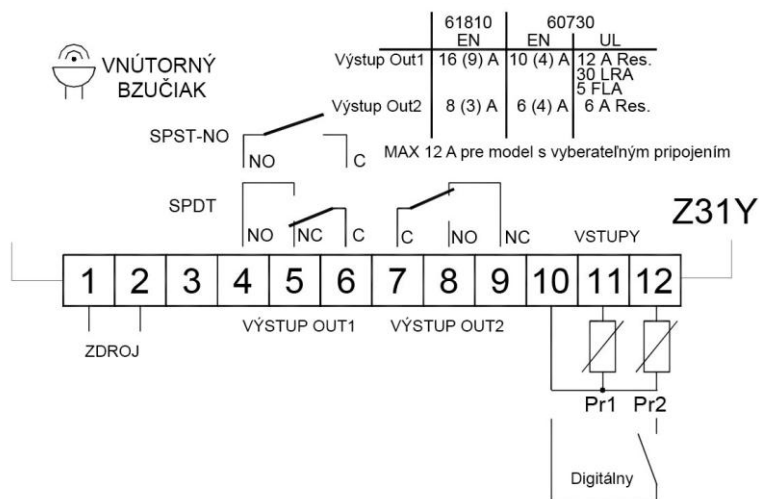 61810 60730
EN EN UL
Výstup Out1 16 (9) A 10 (4) A 12 A Res.
30 LRA
5 FLA
Výstup Out2 8 (3) A 6 (4) A 6 A Res.
VNÚTORNÝ
BZUČIAK
SPST-NO
NO C
MAX 12 A pre model s vyberateľným pripojením
SPDT
NO NC C C NO NC
VSTUPY
Z31Y
1 2 3 4 5 6 7 8 9 10 11 12
ZDROJ
VÝSTUP OUT1 VÝSTUP OUT2
Pr1 Pr2
Digitálny